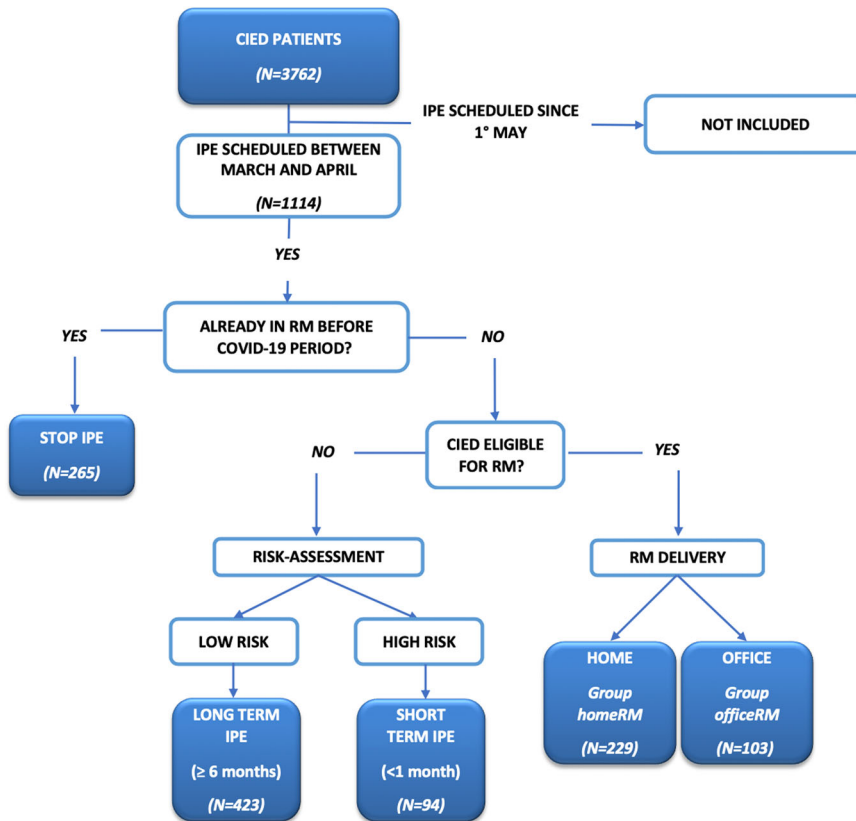 CIED PATIENTS
(N=3762)
IPE SCHEDULED SINCE
1° MAY
NOT INCLUDED
IPE SCHEDULED BETWEEN
MARCH AND APRIL
(N=1114)
YES
ALREADY IN RM BEFORE
COVID-19 PERIOD?
YES
NO
STOP IPE
(N=265)
CIED ELIGIBLE
FOR RM?
NO
YES
RISK-ASSESSMENT
RM DELIVERY
LOW RISK
HIGH RISK
HOME
Group
homeRM
(N=229)
OFFICE
Group
officeRM
(N=103)
LONG TERM
IPE
(≥ 6 months)
(N=423)
SHORT
TERM IPE
(<1 month)
(N=94)